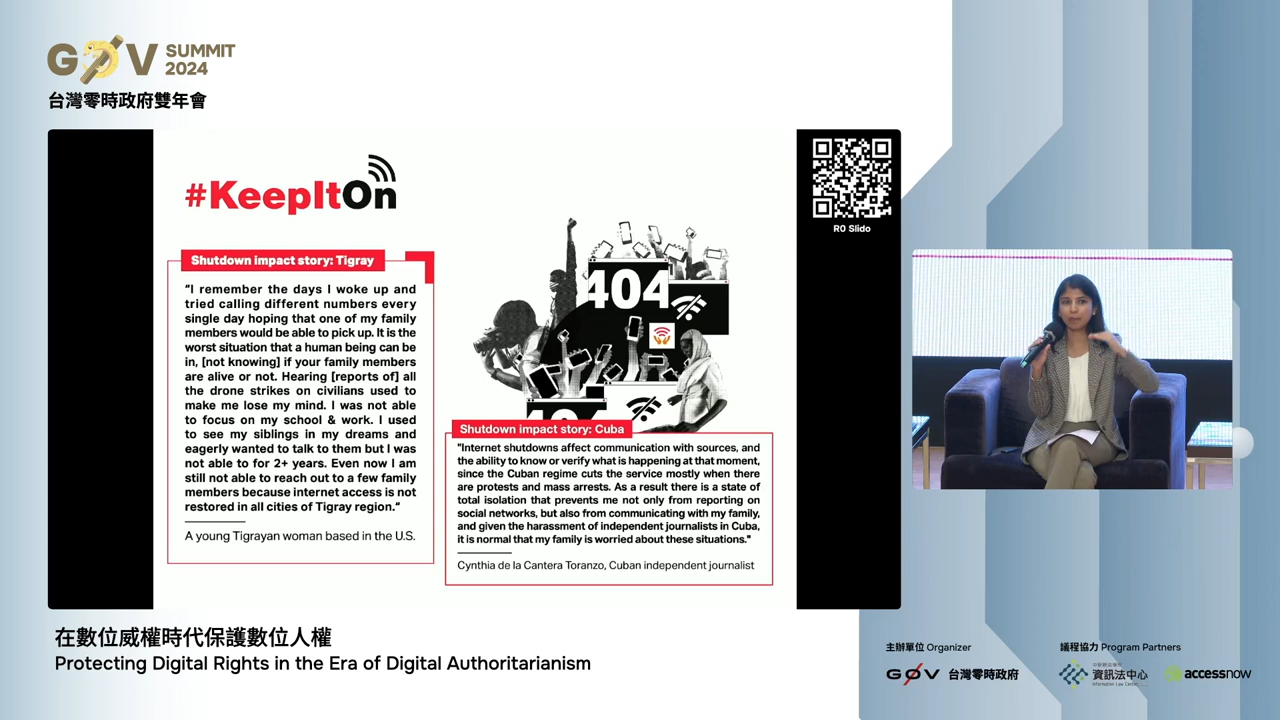 G0V SUMMIT
2024
台灣零時政府雙年會
#KeepItOn
R0 Slido
Shutdown impact story: Tigray
"I remember the days I woke up and
tried calling different numbers every
single day hoping that one of my family
members would be able to pick up. It is the
worst situation that a human being can be
in, [not knowing] if your family members
are alive or not. Hearing [reports of] all
the drone strikes on civilians used to
make me lose my mind. I was not able
to focus on my school & work. I used
to see my siblings in my dreams and
eagerly wanted to talk to them but I was
not able to for 2+ years. Even now I am
still not able to reach out to a few family
members because internet access is not
restored in all cities of Tigray region."
A young Tigrayan woman based in the U.S.
404
404
Shutdown impact story: Cuba
"Internet shutdowns affect communication with sources, and
the ability to know or verify what is happening at that moment,
since the Cuban regime cuts the service mostly when there
are protests and mass arrests. As a result there is a state of
total isolation that prevents me not only from reporting on
social networks, but also from communicating with my family,
and given the harassment of independent journalists in Cuba,
it is normal that my family is worried about these situations."
Cynthia de la Cantera Toranzo, Cuban independent journalist
在數位威權時代保護數位人權
Protecting Digital Rights in the Era of Digital Authoritarianism
主辦單位 Organizer
G0V 台灣零時政府
議程協力 Program Partners
資訊法中心
Information Law Center
accessnow